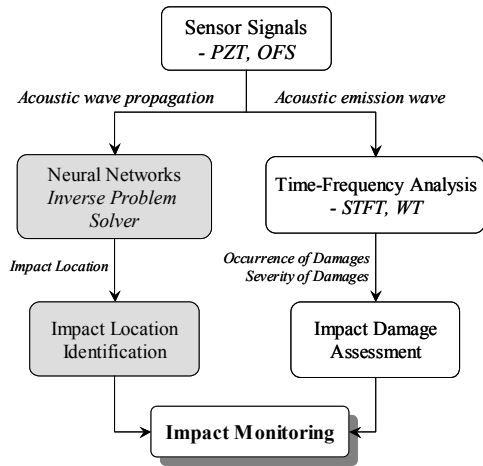 Sensor Signals
- PZT, OFS
Acoustic wave propagation
Acoustic emission wave
Neural Networks
Inverse Problem
Solver
Time-Frequency Analysis
- STFT, WT
Impact Location
Occurrence of Damages
Severity of Damages
Impact Location
Identification
Impact Damage
Assessment
Impact Monitoring